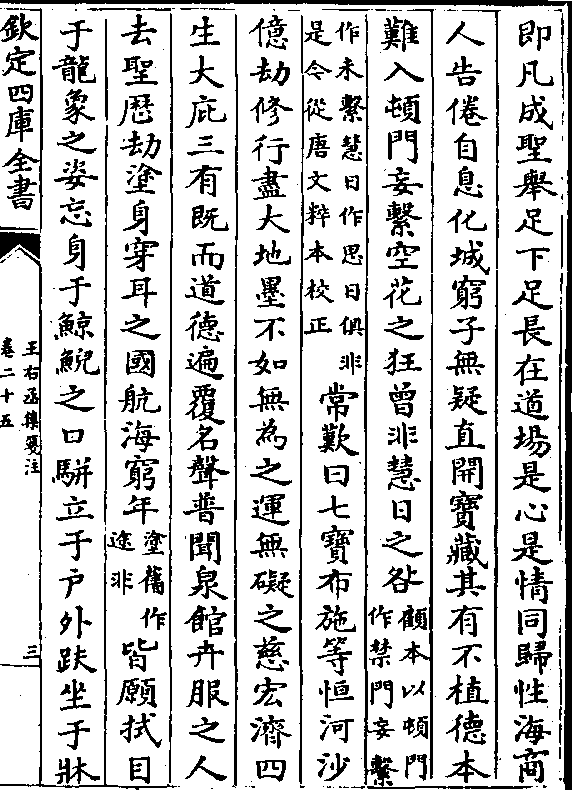 即凡成聖舉足下足長在道場是心是情同歸性海商
人告倦自息化城窮子無疑直開寶藏其有不植德本
難入頓門妄繫空花之狂曾非慧日之咎顧本以頓門作禁門妄繫
作未繫慧日作思日俱非是今從唐文粹本校正常歎曰七寶布施等恒河沙
億劫修行盡大地墨不如無為之運無礙之慈宏濟四
生大庇三有既而道德遍覆名聲普聞泉館卉服之人
去聖歴劫塗身穿耳之國航海窮年塗舊作途非皆願拭目
于龍象之姿忘身于鯨鯢之口駢立于户外趺坐于牀
欽定四庫全書
王右丞集箋注
卷二十五
三